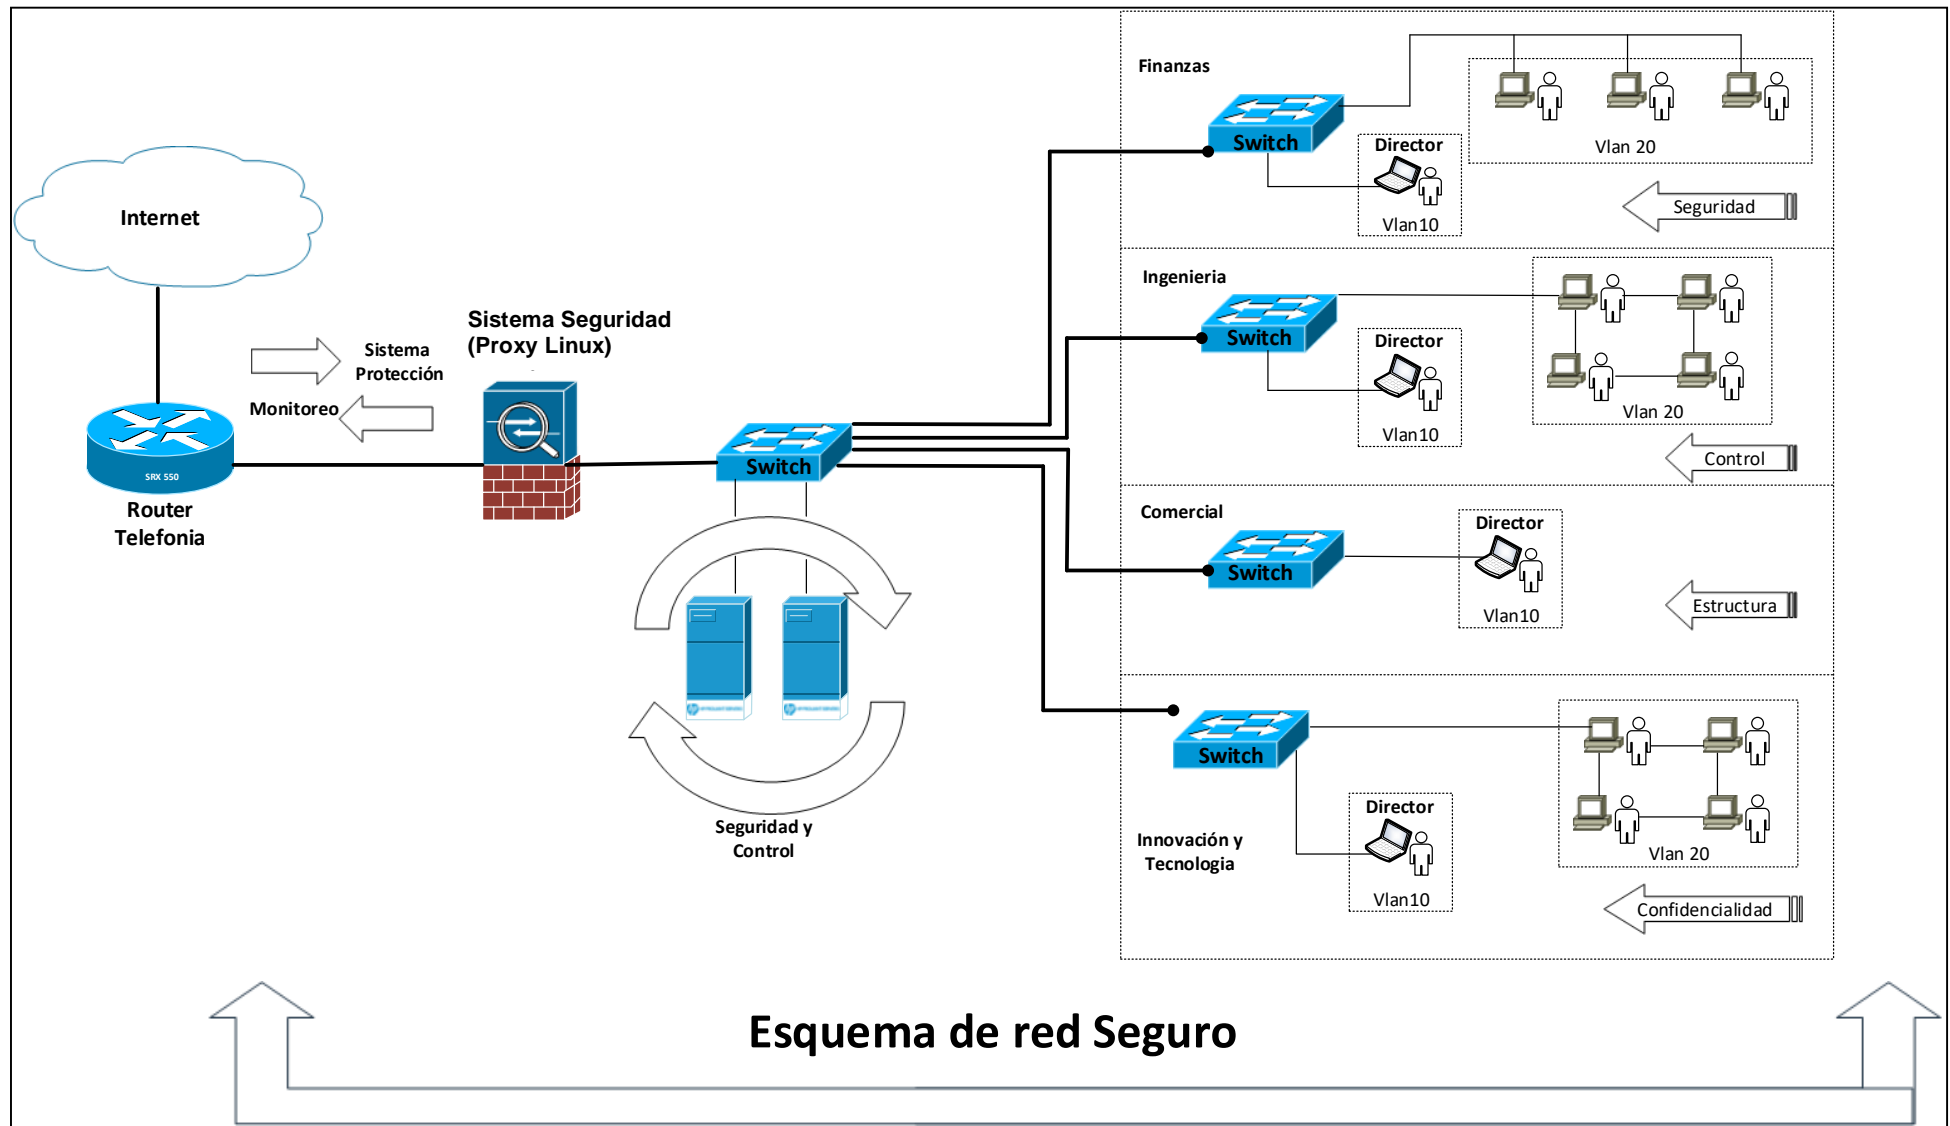 Finanzas
Switch
Director
Vlan10
Vlan 20
Seguridad
Internet
Ingenieria
Switch
Director
Vlan10
Vlan 20
Control
Sistema Seguridad
(Proxy Linux)
Sistema
Protección
Monitoreo
SRX 550
Router
Telefonia
Switch
Comercial
Switch
Director
Vlan10
Estructura
Seguridad y
Control
Switch
Innovación y
Tecnologia
Director
Vlan10
Vlan 20
Confidencialidad
Esquema de red Seguro